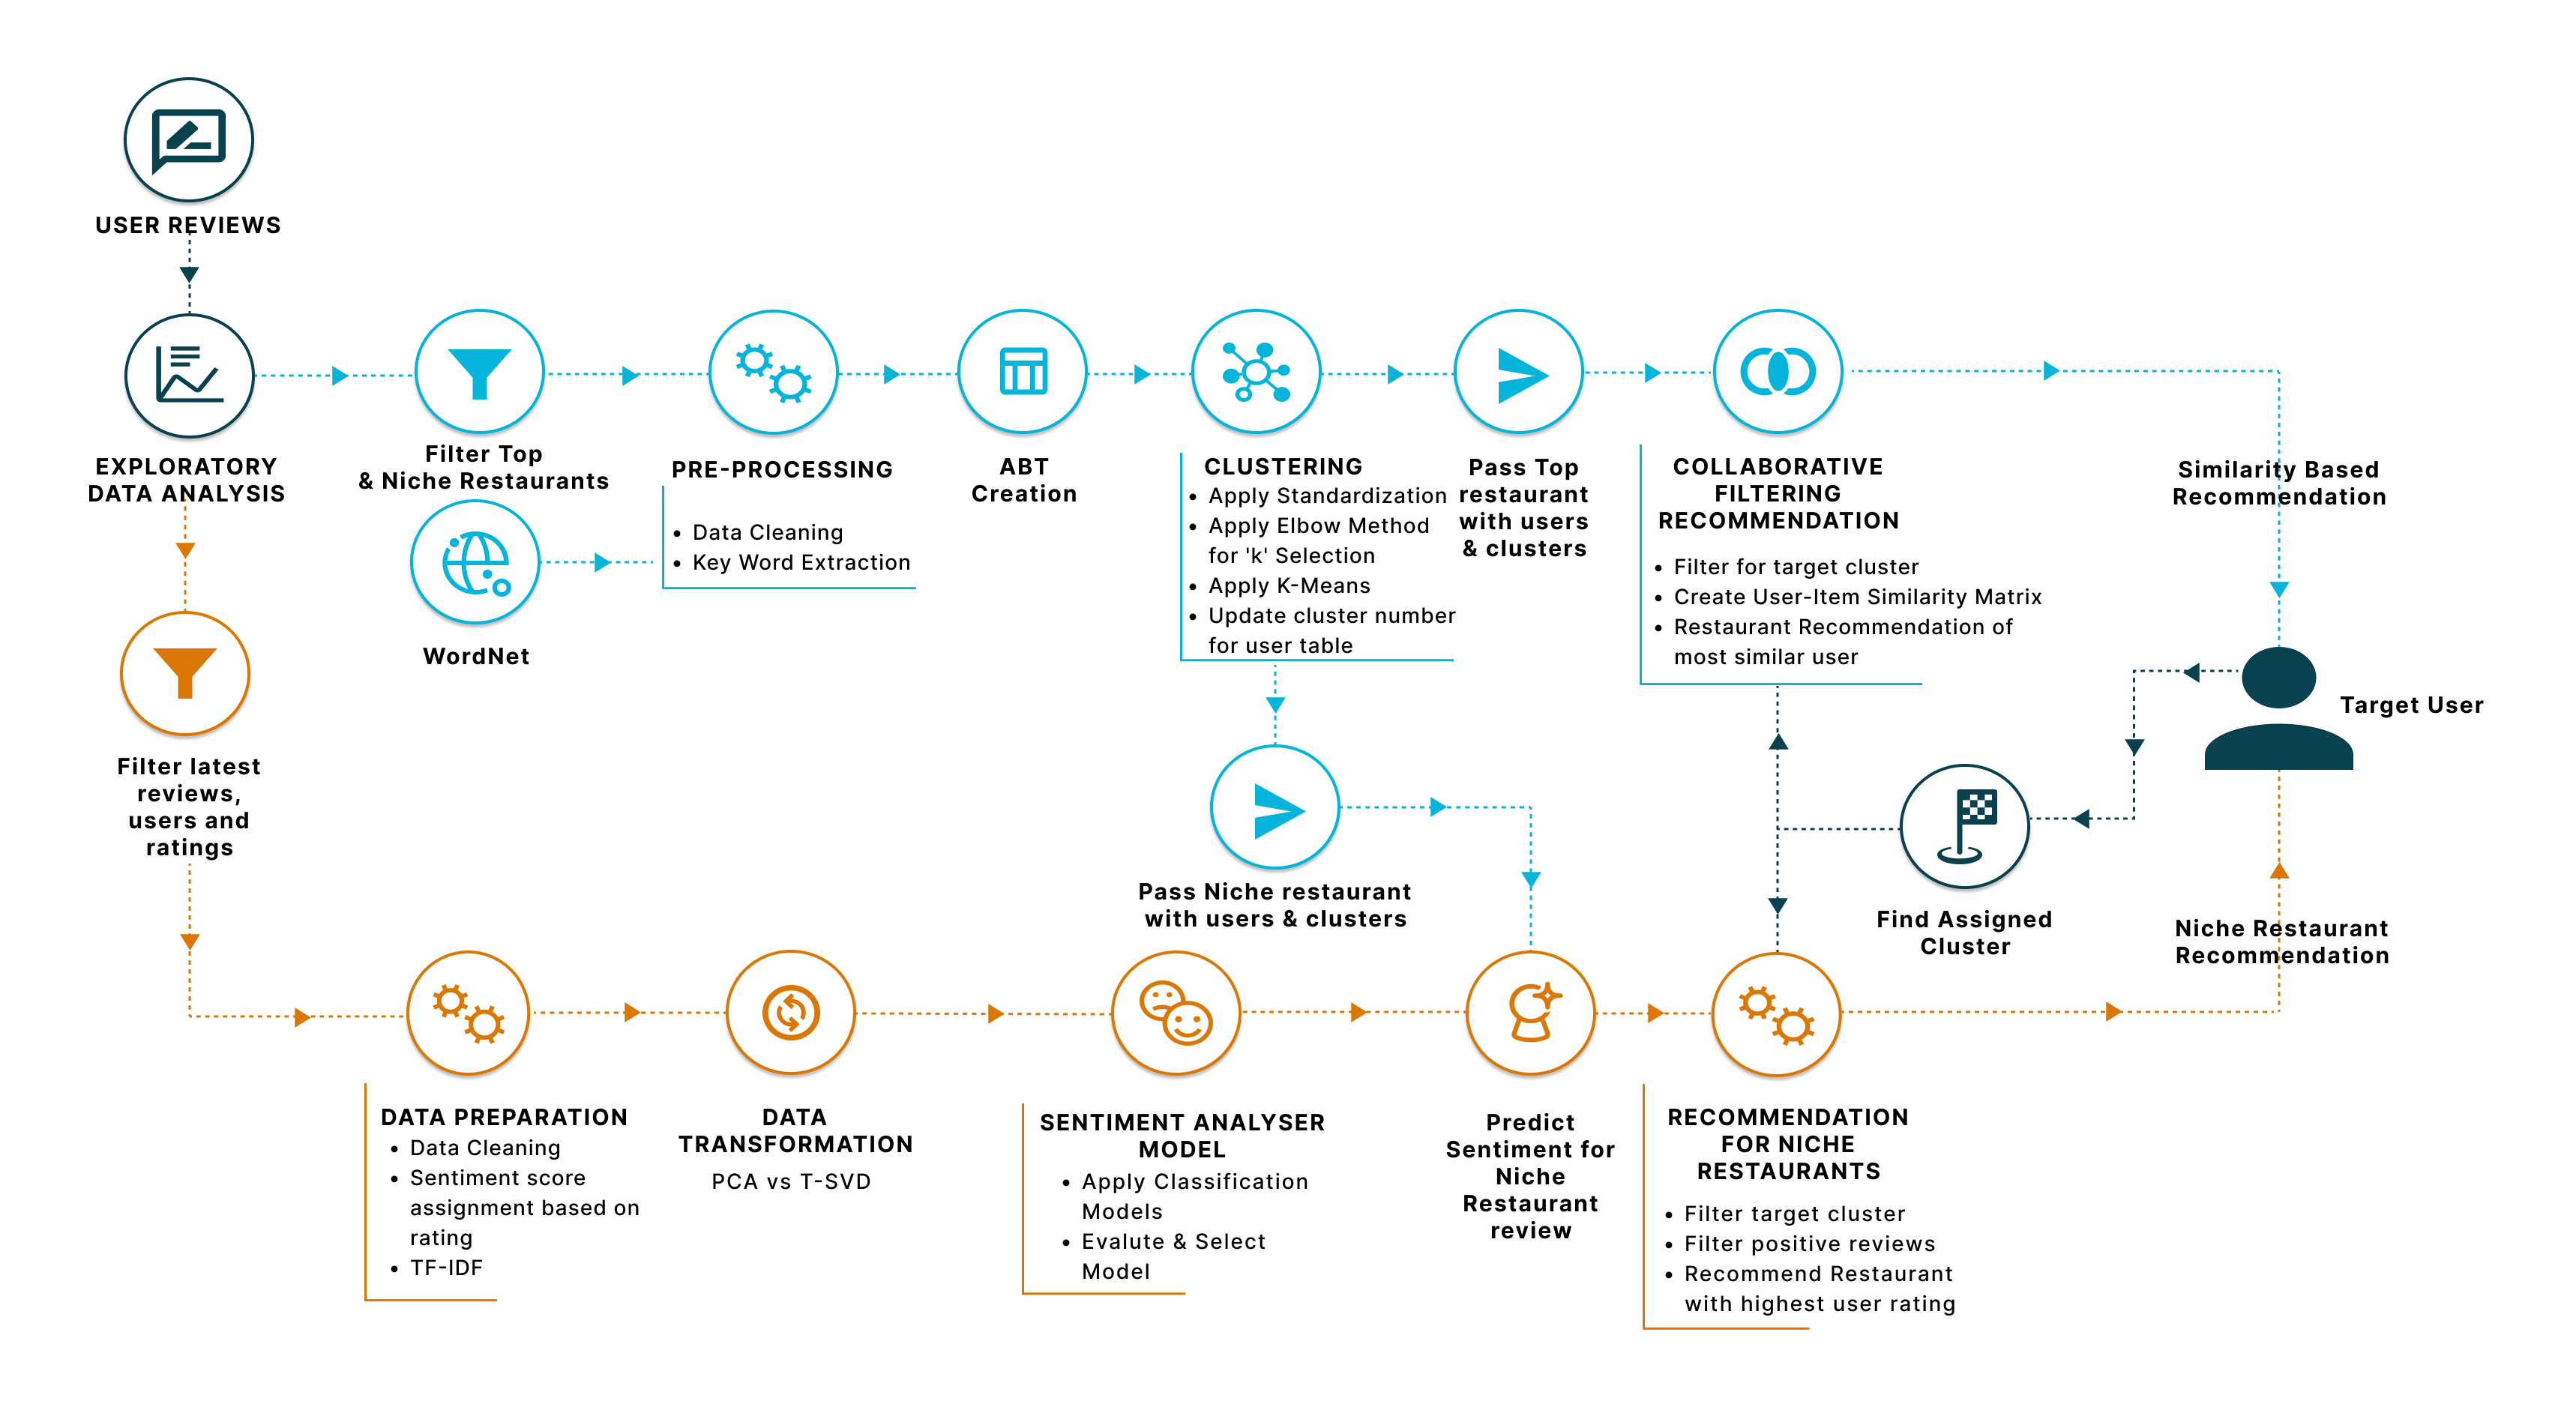 USER REVIEWS
EXPLORATORY
DATA ANALYSIS
Filter Top
& Niche Restaurants
WordNet
PRE-PROCESSING
• Data Cleaning
• Key Word Extraction
ABT
Creation
CLUSTERING
• Apply Standardization
• Apply Elbow Method
for 'k' Selection
• Apply K-Means
• Update cluster number
for user table
Pass Top
restaurant
with users
& clusters
COLLABORATIVE
FILTERING
RECOMMENDATION
• Filter for target cluster
• Create User-Item Similarity Matrix
• Restaurant Recommendation of
most similar user
Similarity Based
Recommendation
Target User
Filter latest
reviews,
users and
ratings
Pass Niche restaurant
with users & clusters
Find Assigned
Cluster
Niche Restaurant
Recommendation
DATA PREPARATION
• Data Cleaning
• Sentiment score
assignment based on
rating
• TF-IDF
DATA
TRANSFORMATION
PCA vs T-SVD
SENTIMENT ANALYSER
MODEL
• Apply Classification
Models
• Evalute & Select
Model
Predict
Sentiment for
Niche
Restaurant
review
RECOMMENDATION
FOR NICHE
RESTAURANTS
• Filter target cluster
• Filter positive reviews
• Recommend Restaurant
with highest user rating